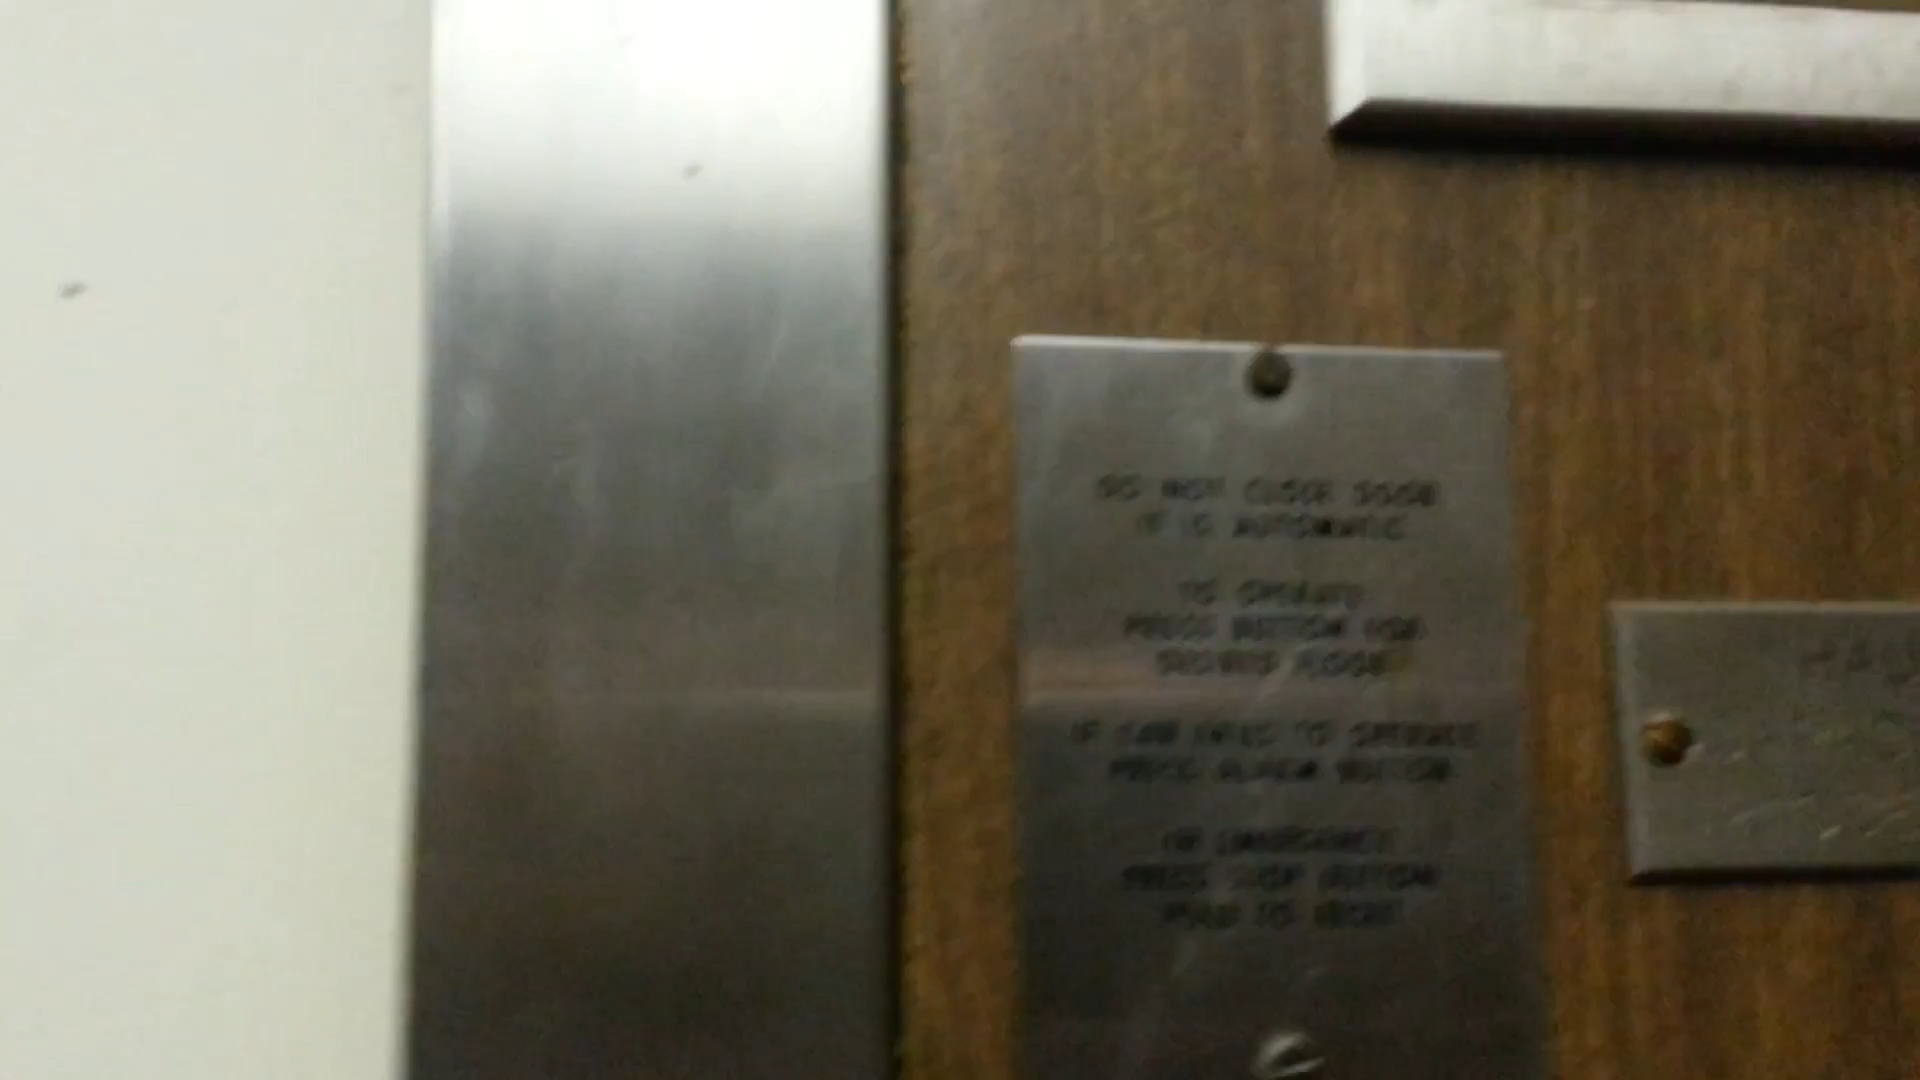 DO NOT CLOSE DOOR
IT IS AUTOMATIC
TO OPERATE
PRESS BUTTON FOR
DESIRED FLOOR
IF CAR FAILS TO OPERATE
PRESS ALARM BUTTON
IN EMERGENCY
PRESS STOP BUTTON
PULL TO